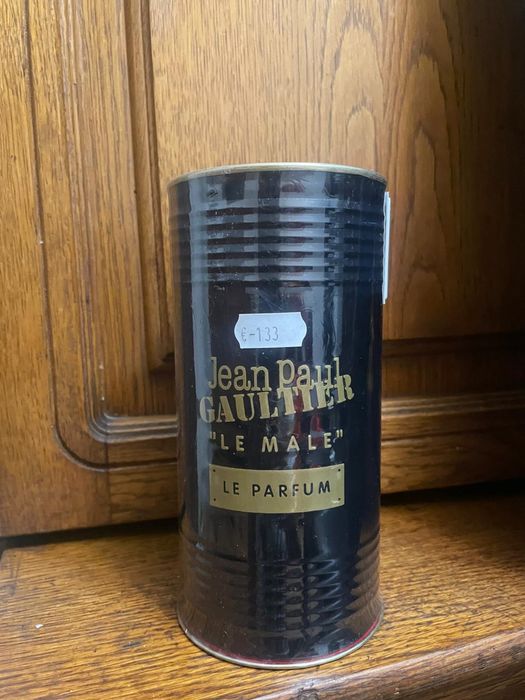 €-133
Jean Paul
GAULTIER
"LE MALE"
LE PARFUM